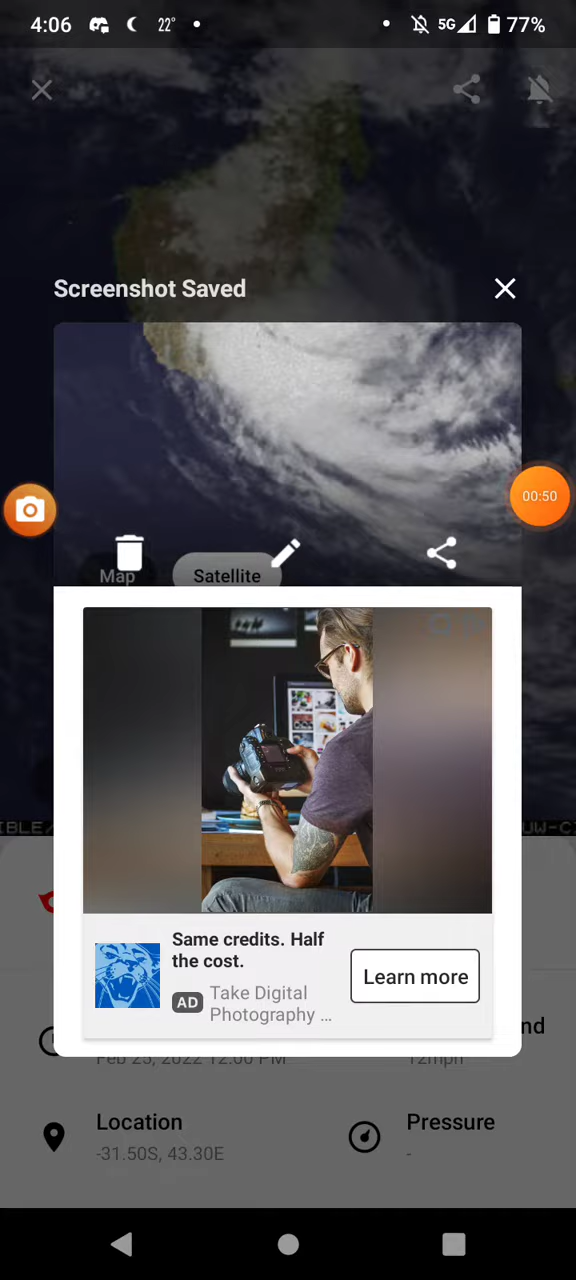 4:06 22° 5G 77%
Screenshot Saved
00:50
Map Satellite
Same credits. Half
the cost.
AD Take Digital
Photography ...
Learn more
Feb 25, 2022 12:00 PM 12mph
Location Pressure
-31.50S, 43.30E -